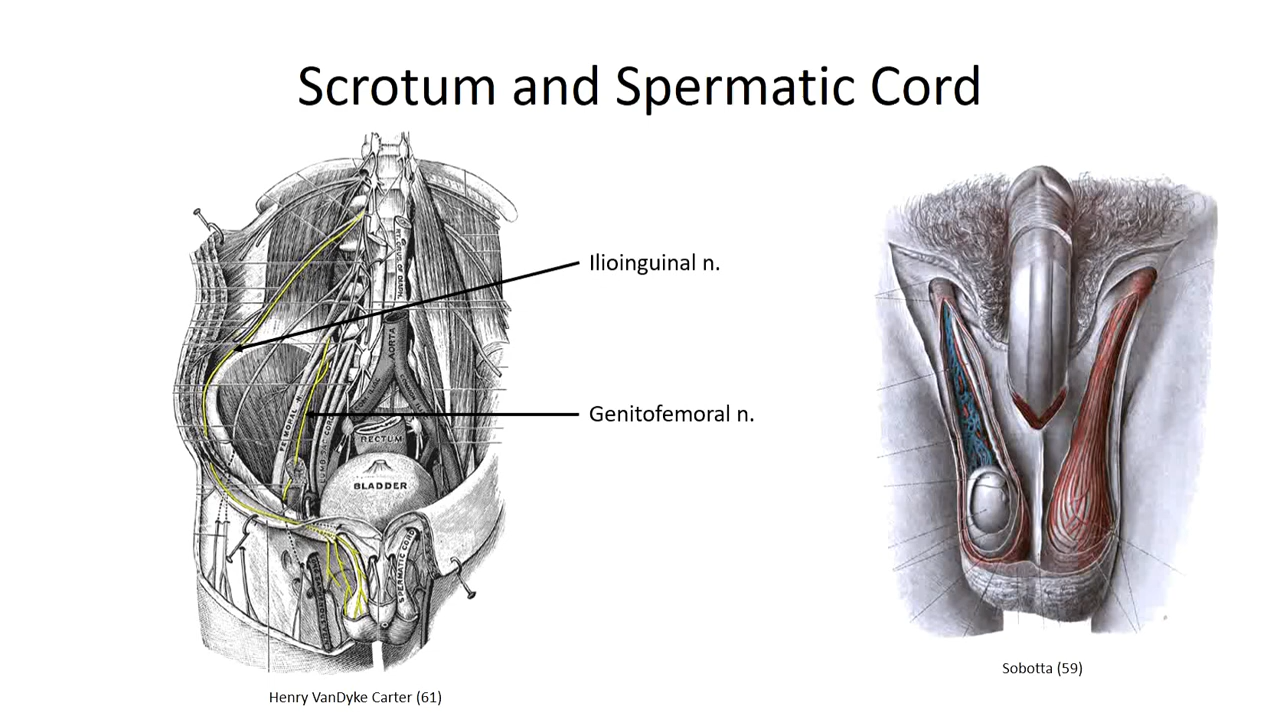 Scrotum and Spermatic Cord
Ilioinguinal n.
AORTA
Genitofemoral n.
RECTUM
BLADDER
SPERMATIC CORD
Henry VanDyke Carter (61)
Sobotta (59)